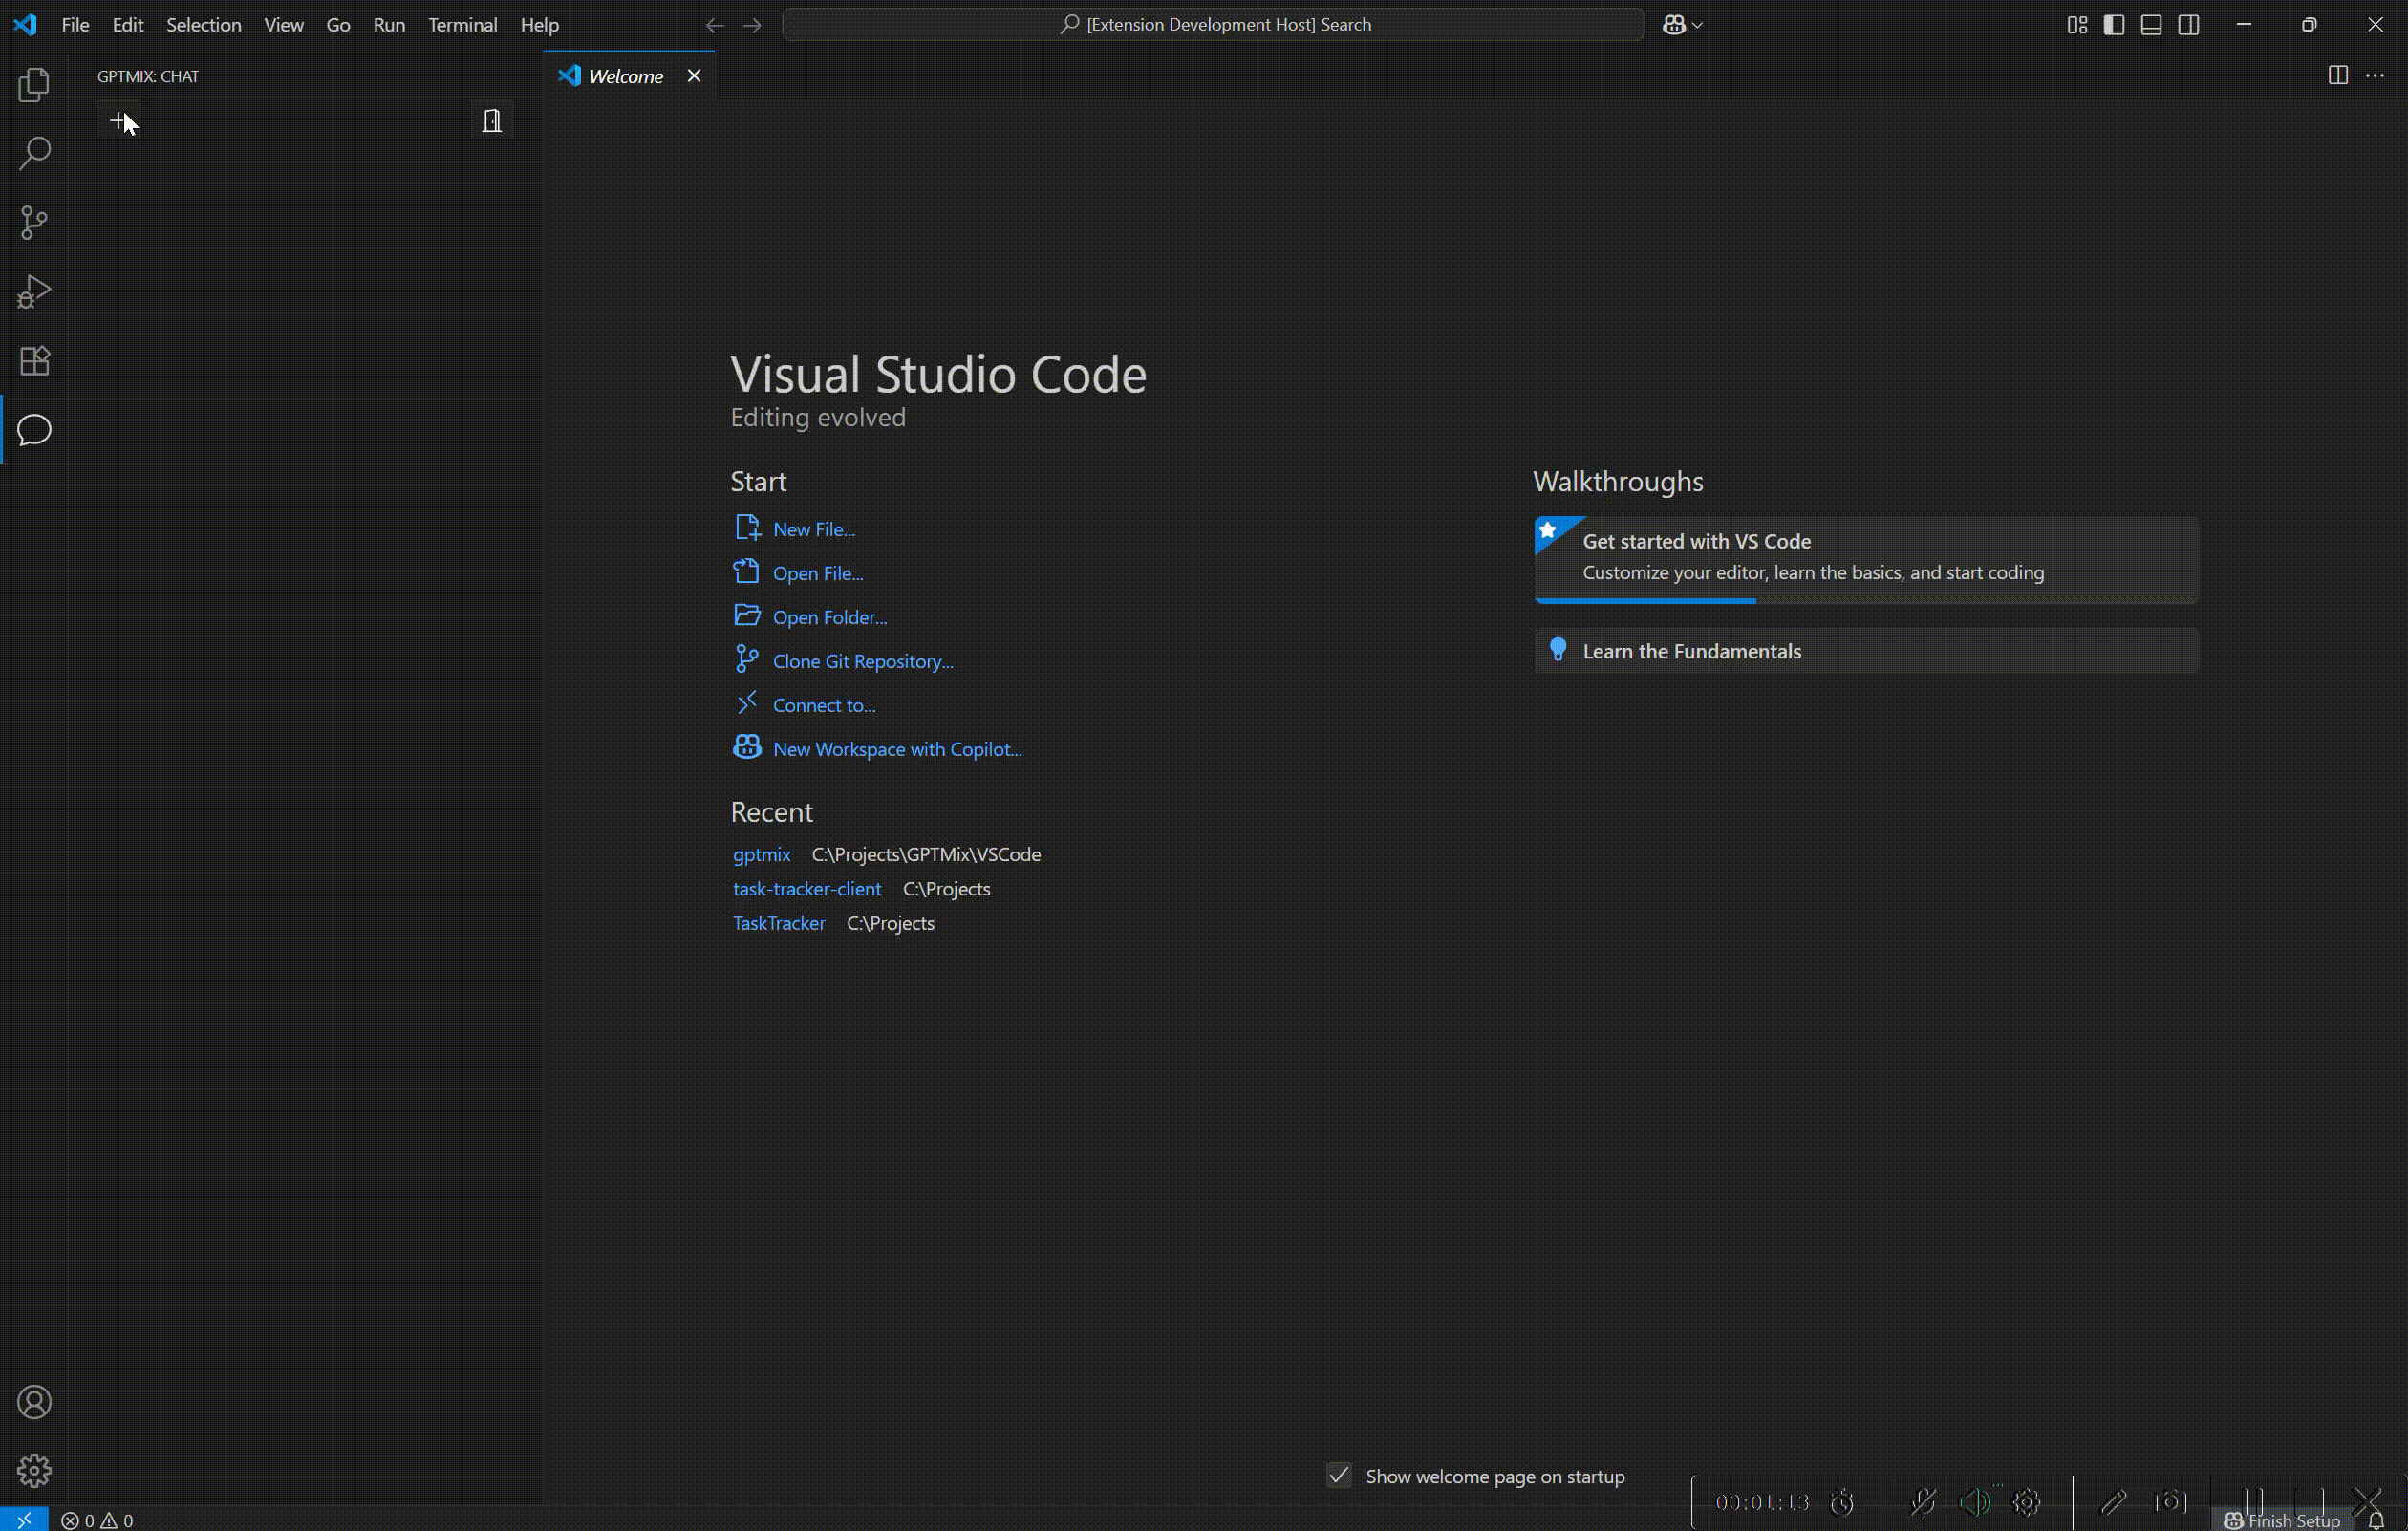 File Edit Selection View Go Run Terminal Help
[Extension Development Host] Search
GPTMIX: CHAT
Welcome
Visual Studio Code
Editing evolved
Start
New File...
Open File...
Open Folder...
Clone Git Repository...
Connect to...
New Workspace with Copilot...
Recent
gptmix C:\Projects\GPTMix\VSCode
task-tracker-client C:\Projects
TaskTracker C:\Projects
Walkthroughs
Get started with VS Code
Customize your editor, learn the basics, and start coding
Learn the Fundamentals
Show welcome page on startup
00:01:13
0 0
Finish Setup